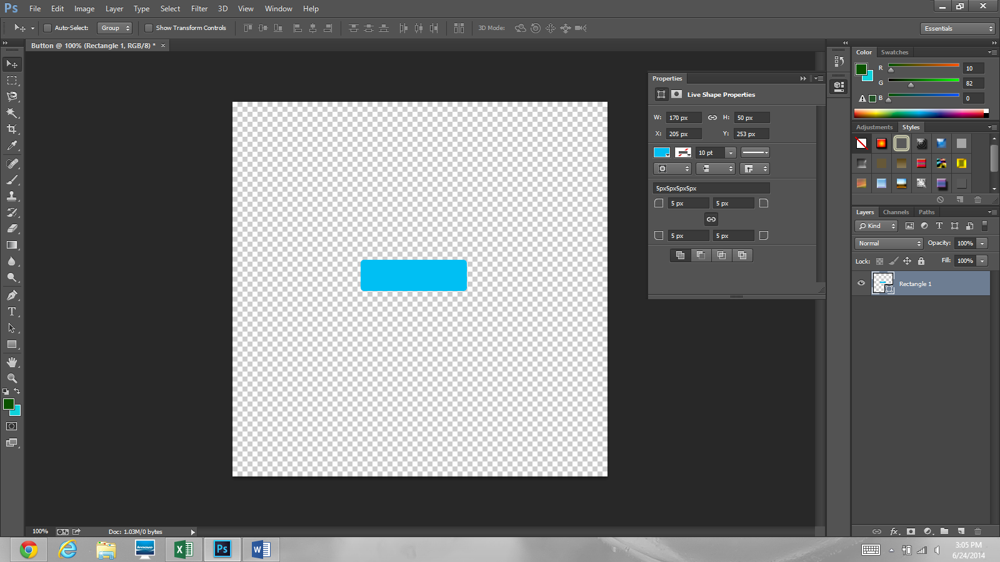 Ps File Edit Image Layer Type Select Filter 3D View Window Help
Auto-Select: Group Show Transform Controls 3D Mode: Essentials
Button @ 100% (Rectangle 1, RGB/8) * ×
Properties
Live Shape Properties
W: 170 px H: 50 px
X: 205 px Y: 253 px
10 pt
5px5px5px5px
5 px 5 px
5 px 5 px
Color Swatches
R 10
G 82
B 0
Adjustments Styles
Layers Channels Paths
Kind T
Normal Opacity: 100%
Lock: Fill: 100%
Rectangle 1
fx
T
100% Doc: 1.03M/0 bytes
lenovo X Ps W
3:05 PM
6/24/2014